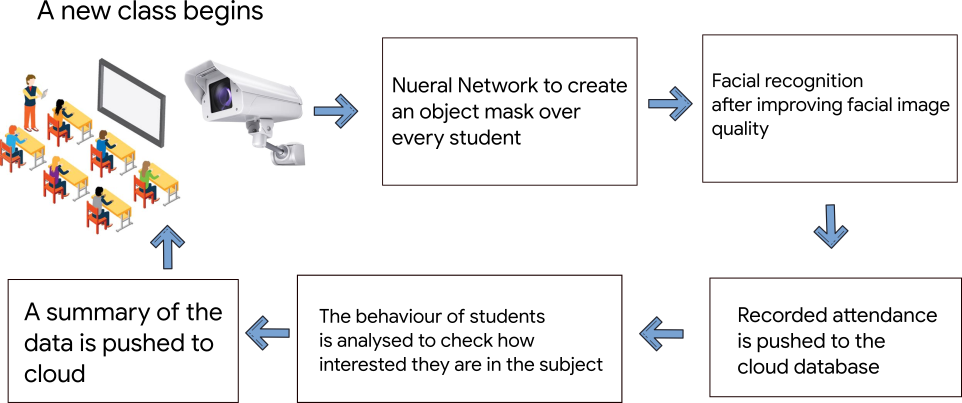 A new class begins
Nueral Network to create
an object mask over
every student
Facial recognition
after improving facial image
quality
Recorded attendance
is pushed to the
cloud database
The behaviour of students
is analysed to check how
interested they are in the subject
A summary of the
data is pushed to
cloud